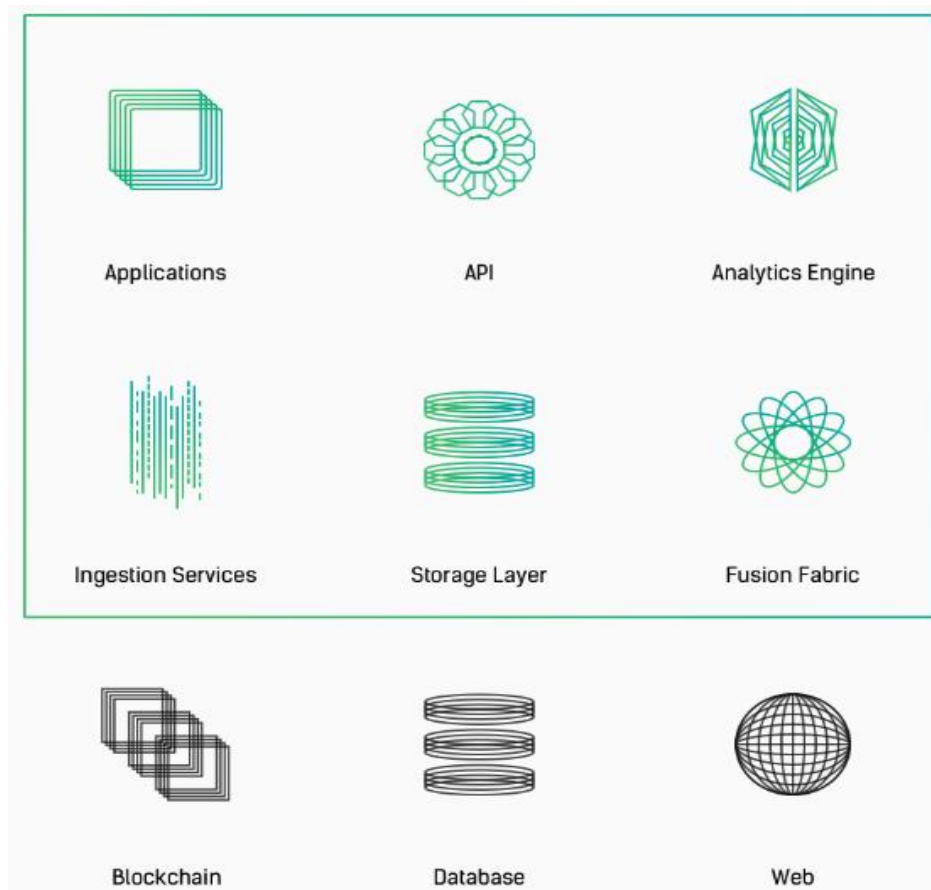 Applications
API
Analytics Engine
Ingestion Services
Storage Layer
Fusion Fabric
Blockchain
Database
Web